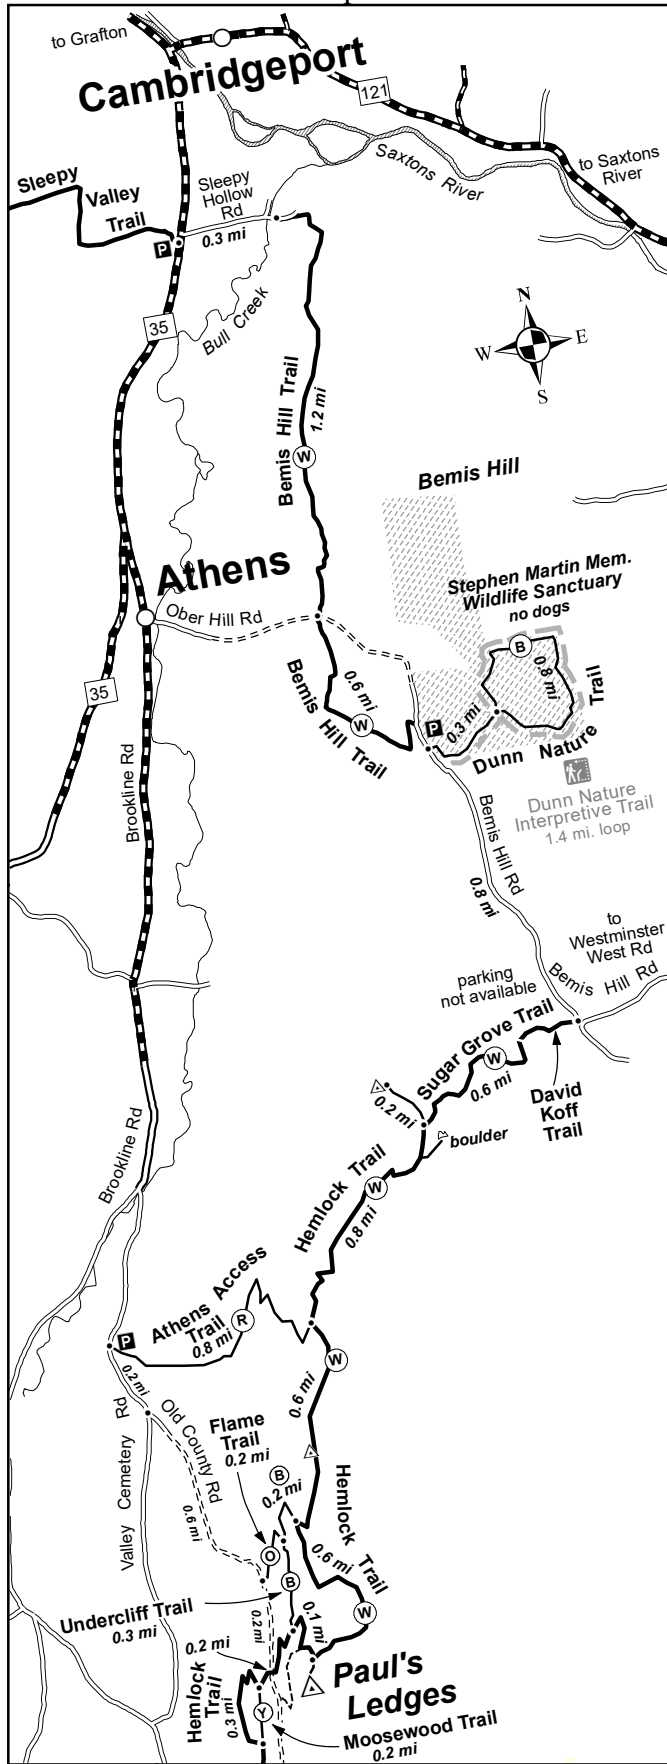 to Grafton
Cambridgeport
121
to Saxtons
River
Saxtons River
Sleepy
Valley
Trail
P
Sleepy
Hollow
Rd
0.3 mi
35
Bull Creek
N
W
E
S
Bemis Hill Trail
1.2 mi
W
Bemis Hill
Athens
Stephen Martin Mem.
Wildlife Sanctuary
no dogs
Ober Hill Rd
B
0.8 mi
0.6 mi
W
Bemis Hill Trail
P
0.3 mi
Dunn Nature Trail
35
Brookline Rd
Dunn Nature
Interpretive Trail
1.4 mi. loop
Bemis Hill Rd
0.8 mi
to
Westminster
West Rd
Bemis Hill Rd
parking
not available
Sugar Grove Trail
W
0.6 mi
0.2 mi
David
Koff
Trail
boulder
Brookline Rd
Hemlock Trail
W
0.8 mi
Athens Access
Trail
0.8 mi
R
P
W
0.2 mi
0.6 mi
Valley Cemetery Rd
Old County Rd
0.6 mi
Flame
Trail
0.2 mi
B
0.2 mi
Hemlock Trail
0.6 mi
O
B
W
Undercliff Trail
0.3 mi
0.2 mi
0.1 mi
0.2 mi
Paul's
Ledges
Hemlock
Trail
0.3 mi
Y
Moosewood Trail
0.2 mi